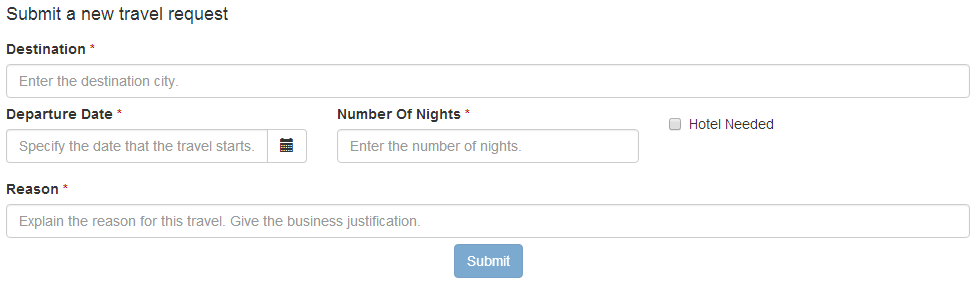 Submit a new travel request
Destination *
Enter the destination city.
Departure Date *
Number Of Nights *
Hotel Needed
Specify the date that the travel starts.
Enter the number of nights.
Reason *
Explain the reason for this travel. Give the business justification.
Submit